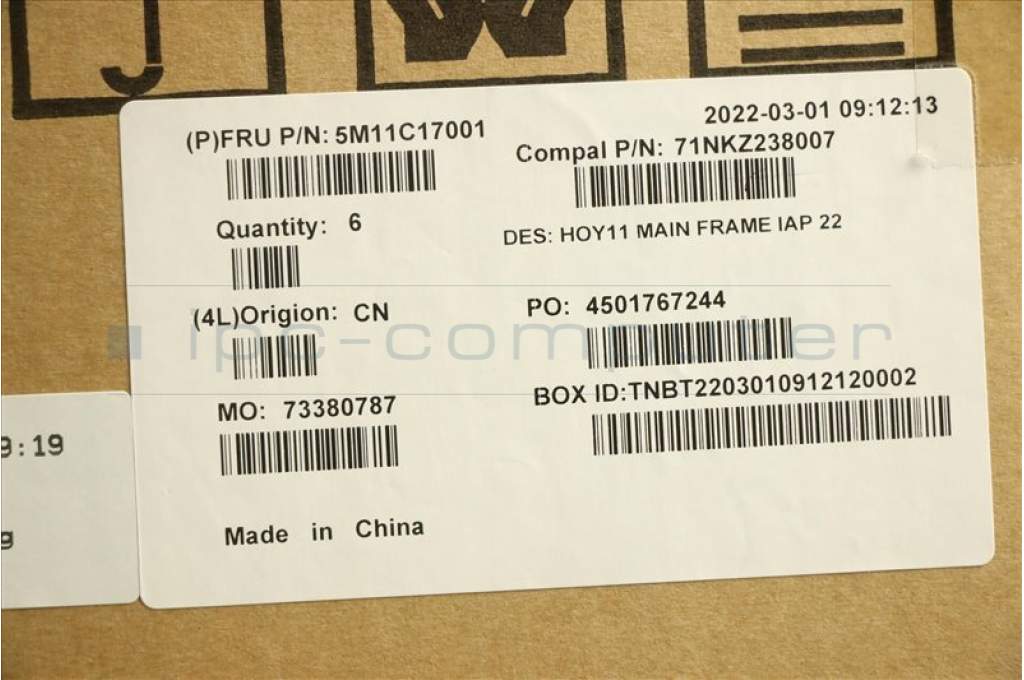 2022-03-01 09:12:13
(P)FRU P/N: 5M11C17001
Compal P/N: 71NKZ238007
Quantity: 6
DES: HOY11 MAIN FRAME IAP 22
(4L)Origion: CN
PO: 4501767244
ipc-computer
MO: 73380787
BOX ID:TNBT2203010912120002
9:19
g
Made in China